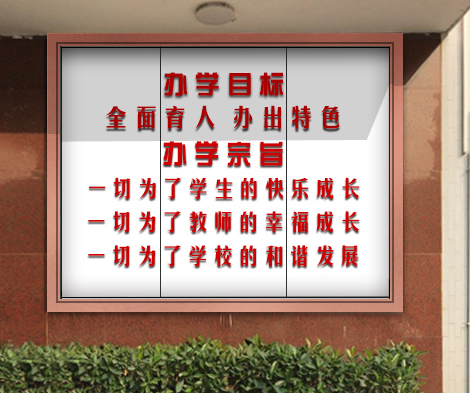 办学目标
全面育人 办出特色
办学宗旨
一切为了学生的快乐成长
一切为了教师的幸福成长
一切为了学校的和谐发展